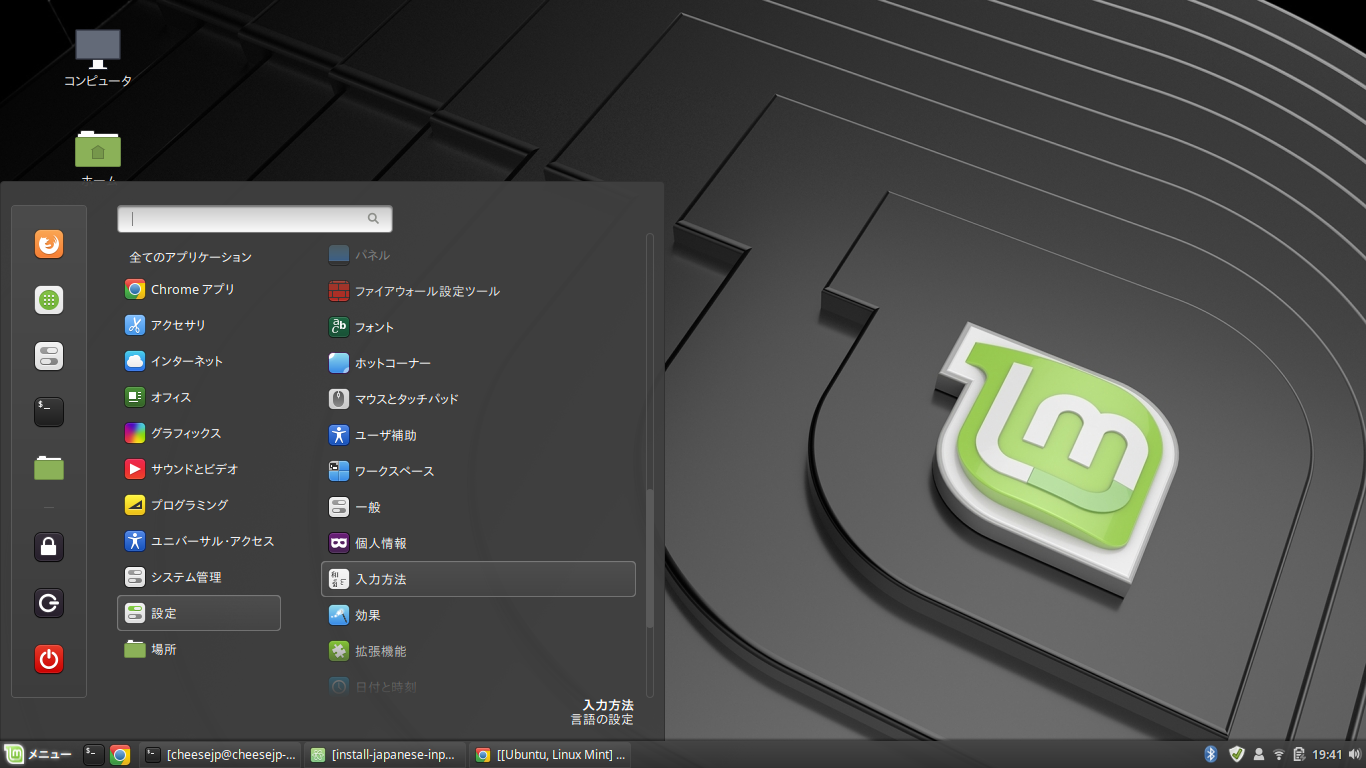 コンピュータ
ホーム
全てのアプリケーション
Chrome アプリ
アクセサリ
インターネット
オフィス
グラフィックス
サウンドとビデオ
プログラミング
ユニバーサル・アクセス
システム管理
設定
場所
パネル
ファイアウォール設定ツール
フォント
ホットコーナー
マウスとタッチパッド
ユーザ補助
ワークスペース
一般
個人情報
入力方法
効果
拡張機能
日付と時刻
入力方法
言語の設定
メニュー
[cheesejp@cheesejp-...
[install-japanese-inp...
[[Ubuntu, Linux Mint] ...
19:41